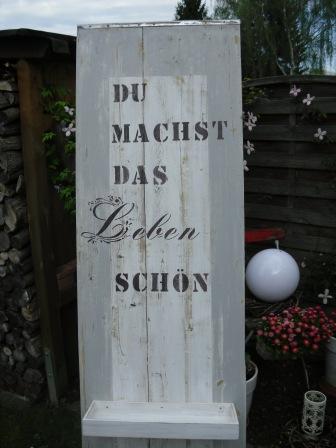 DU
MACHST
DAS
Leben
SCHÖN